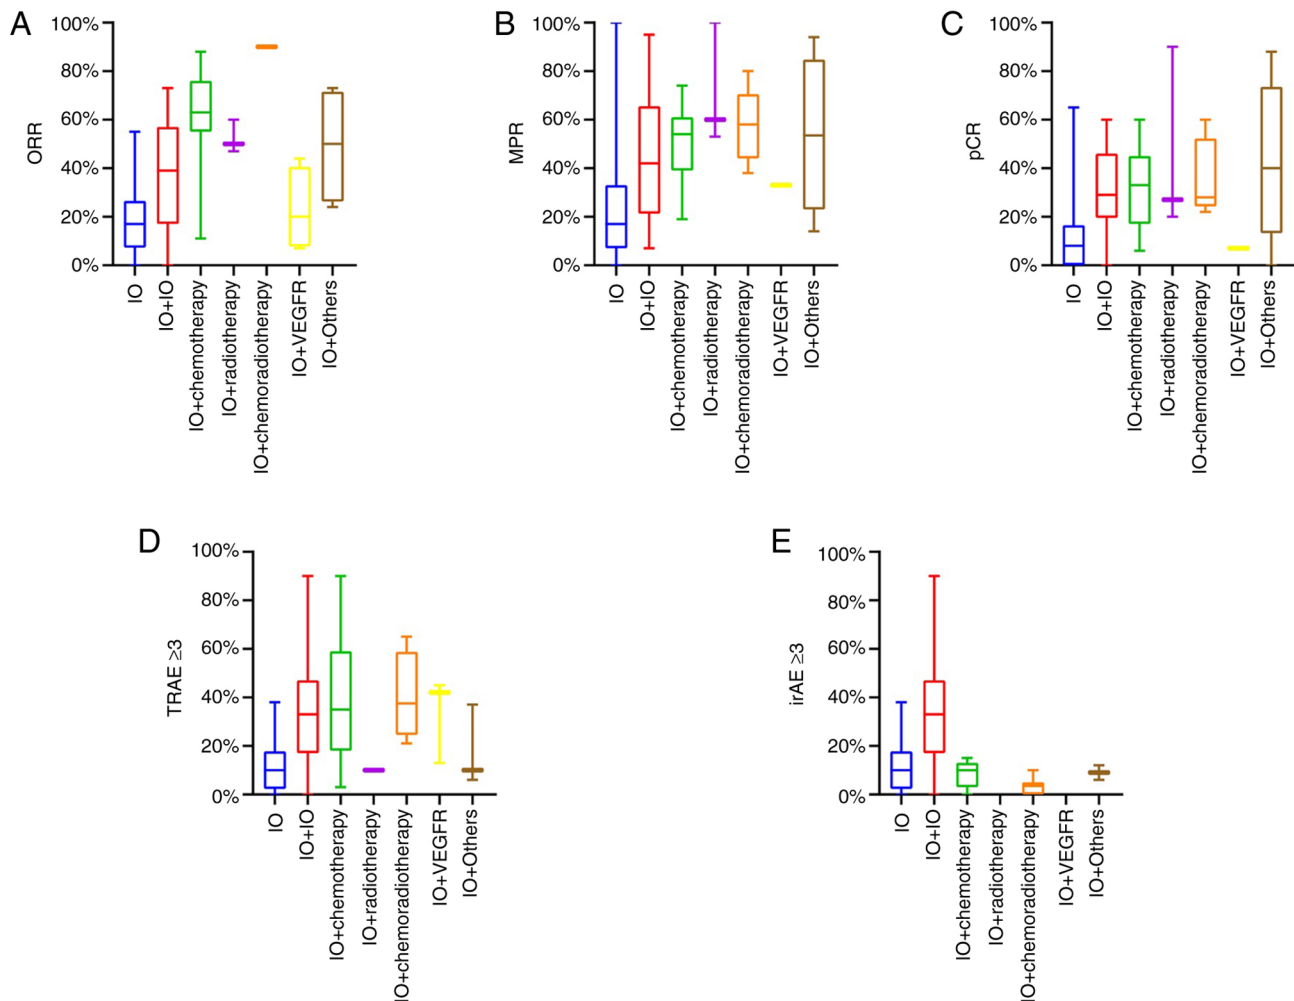 A
ORR
100%
80%
60%
40%
20%
0%
IO
IO+IO
IO+chemotherapy
IO+radiotherapy
IO+chemoradiotherapy
IO+VEGFR
IO+Others
B
MPR
100%
80%
60%
40%
20%
0%
IO
IO+IO
IO+chemotherapy
IO+radiotherapy
IO+chemoradiotherapy
IO+VEGFR
IO+Others
C
pCR
100%
80%
60%
40%
20%
0%
IO
IO+IO
IO+chemotherapy
IO+radiotherapy
IO+chemoradiotherapy
IO+VEGFR
IO+Others
D
TRAE ≥3
100%
80%
60%
40%
20%
0%
IO
IO+IO
IO+chemotherapy
IO+radiotherapy
IO+chemoradiotherapy
IO+VEGFR
IO+Others
E
irAE ≥3
100%
80%
60%
40%
20%
0%
IO
IO+IO
IO+chemotherapy
IO+radiotherapy
IO+chemoradiotherapy
IO+VEGFR
IO+Others